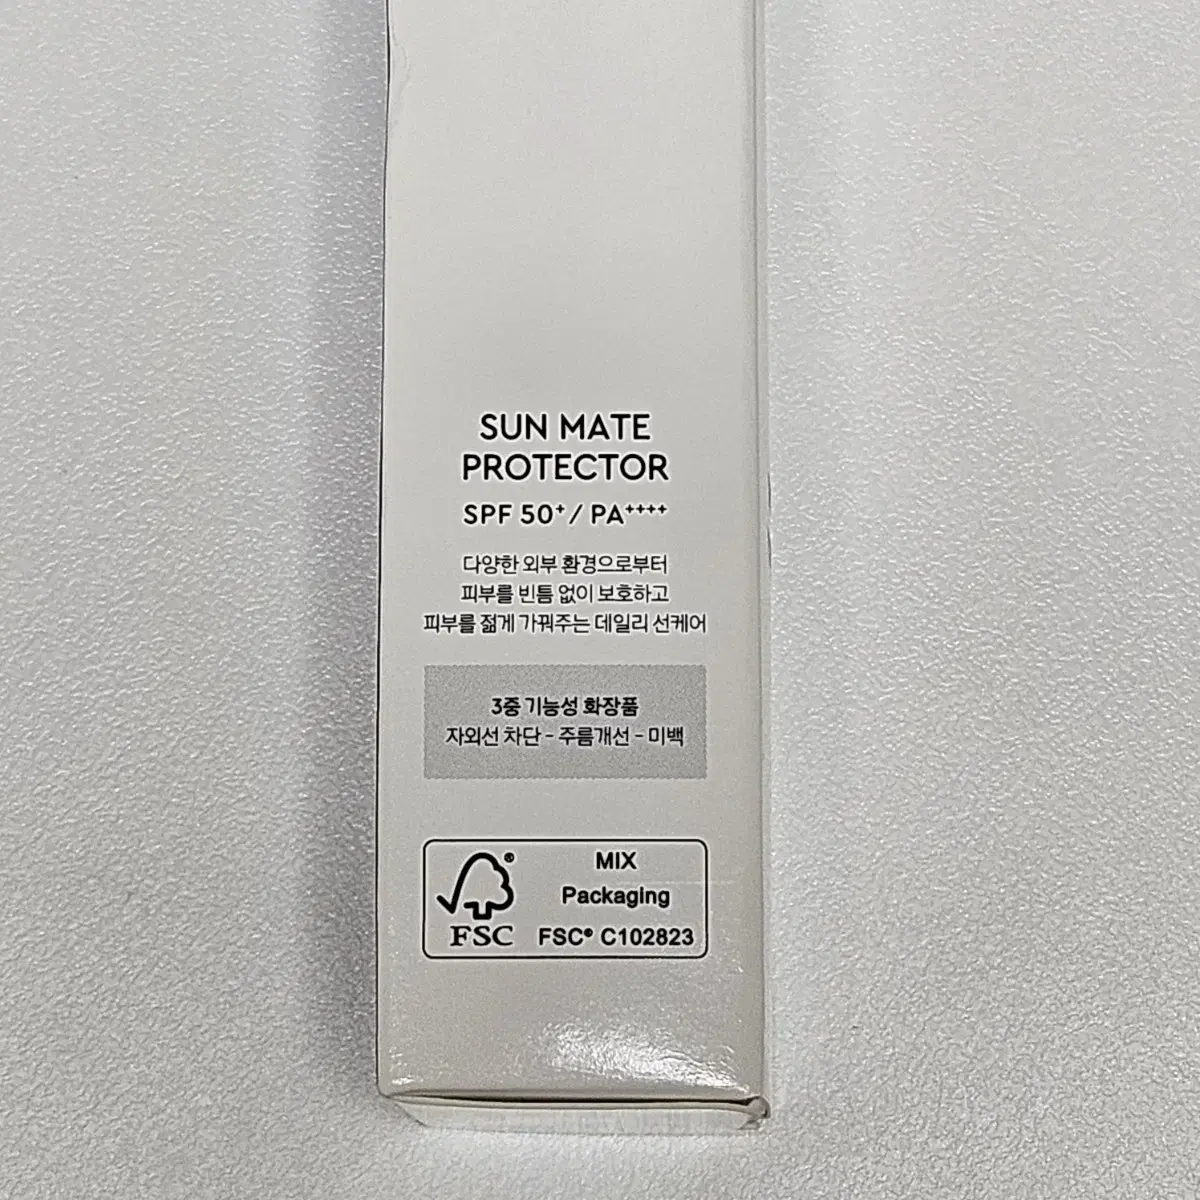 SUN MATE
PROTECTOR
SPF 50+ / PA++++
다양한 외부 환경으로부터
피부를 빈틈 없이 보호하고
피부를 젊게 가꿔주는 데일리 선케어
3중 기능성 화장품
자외선 차단 - 주름개선 - 미백
FSC
MIX
Packaging
FSC® C102823